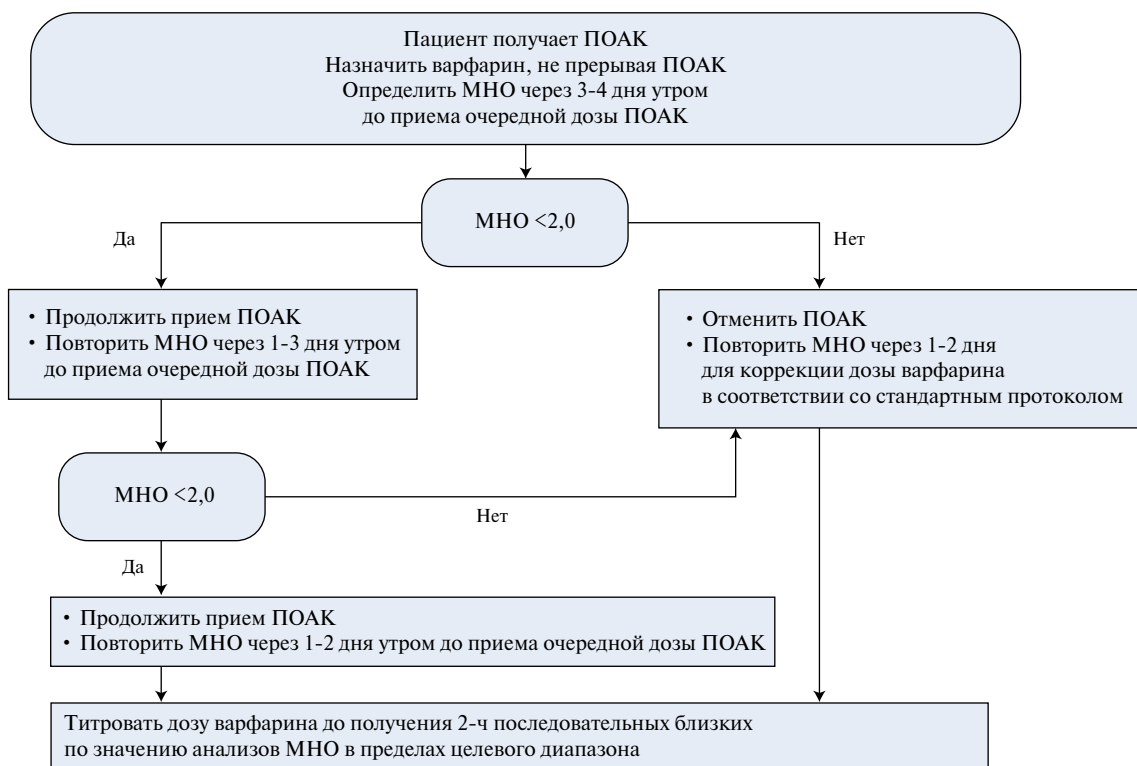 Пациент получает ПОАК
Назначить варфарин, не прерывая ПОАК
Определить МНО через 3-4 дня утром
до приема очередной дозы ПОАК
МНО <2,0
Да
Нет
• Продолжить прием ПОАК
• Повторить МНО через 1-3 дня утром
до приема очередной дозы ПОАК
• Отменить ПОАК
• Повторить МНО через 1-2 дня
для коррекции дозы варфарина
в соответствии со стандартным протоколом
МНО <2,0
Нет
Да
• Продолжить прием ПОАК
• Повторить МНО через 1-2 дня утром до приема очередной дозы ПОАК
Титровать дозу варфарина до получения 2-ч последовательных близких
по значению анализов МНО в пределах целевого диапазона